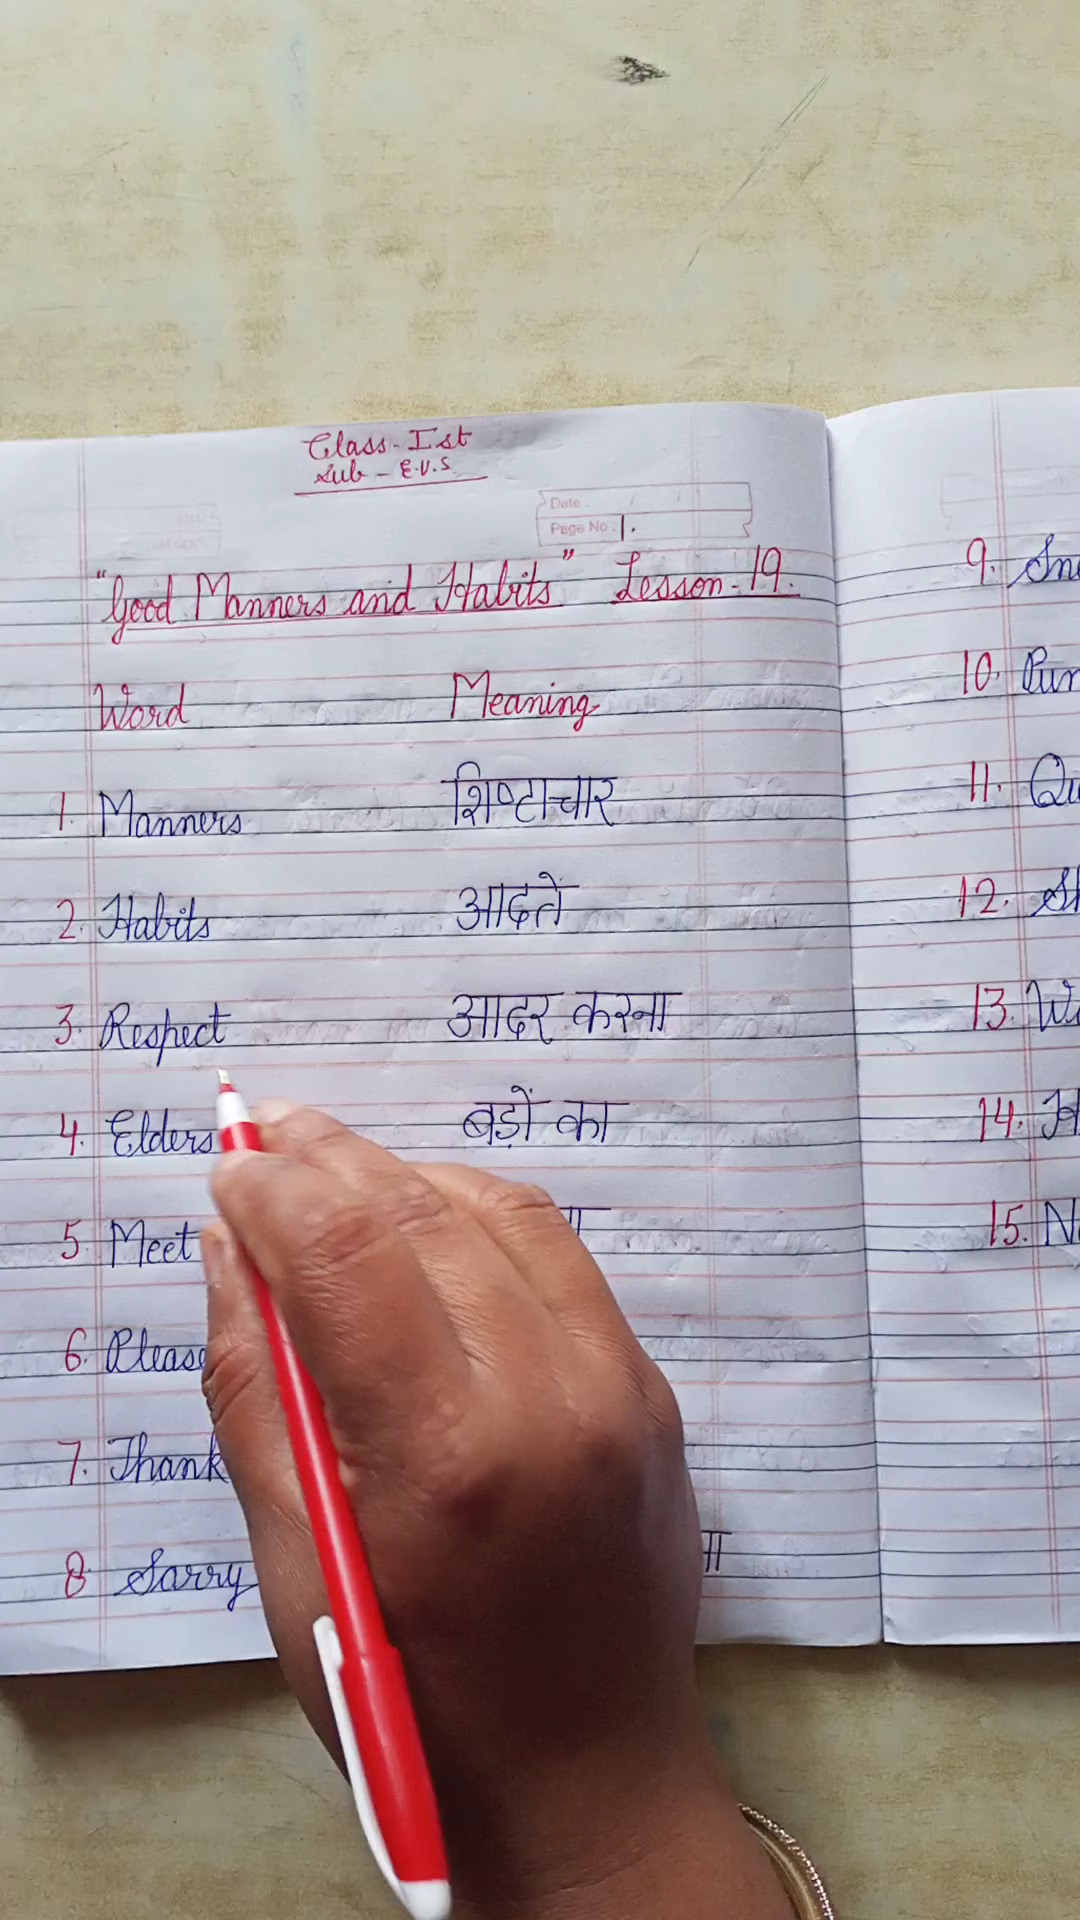 Class - Ist
Sub - E.V.S.
Date :
Page No : 1.
"Good Manners and Habits" Lesson - 19.
Word Meaning
1. Manners शिष्टाचार
2. Habits आदतें
3. Respect आदर करना
4. Elders बड़ों का
5. Meet
6. Please
7. Thank
8. Sorry
9.
10.
11.
12.
13.
14.
15.